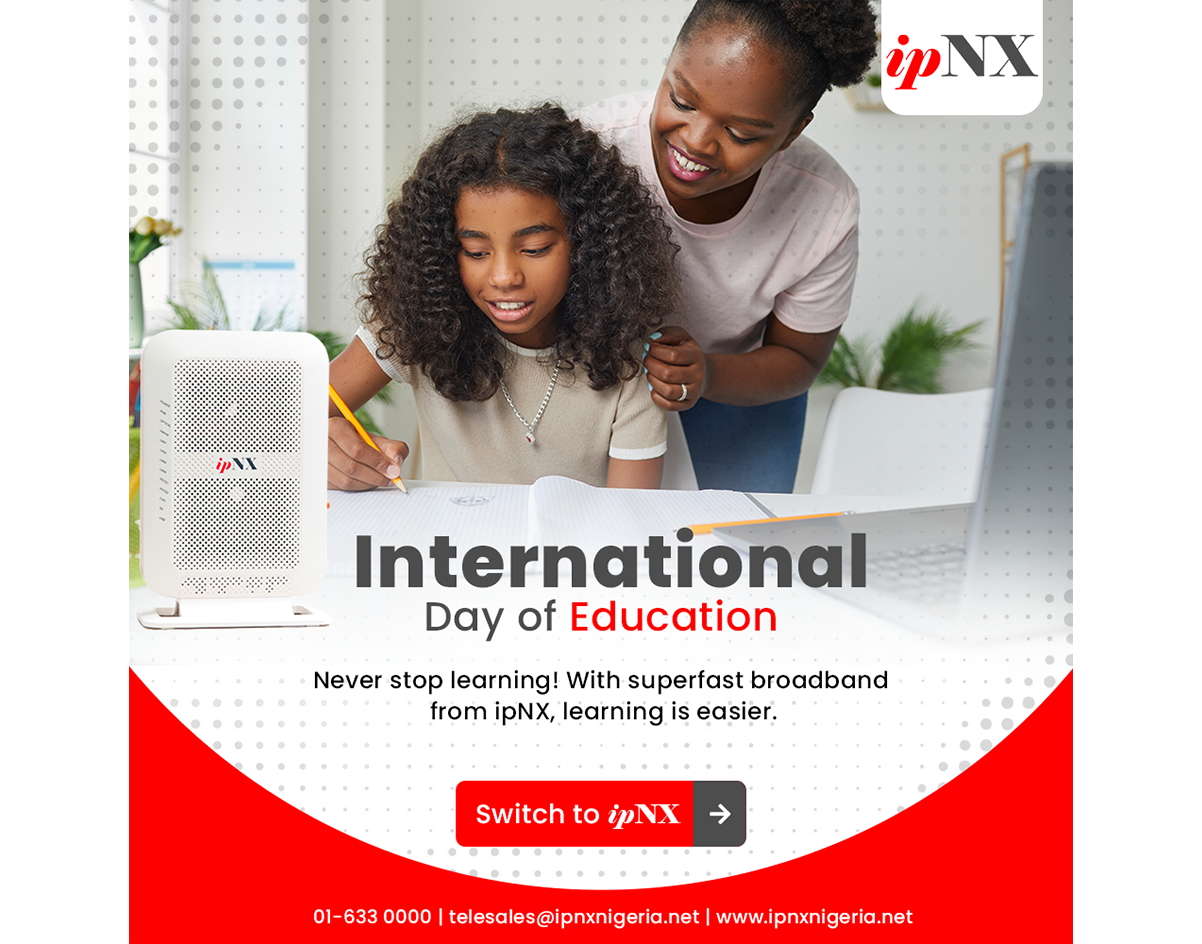 ipNX
ipNX
International
Day of Education
Never stop learning! With superfast broadband
from ipNX, learning is easier.
Switch to ipNX
01-633 0000 | telesales@ipnxnigeria.net | www.ipnxnigeria.net